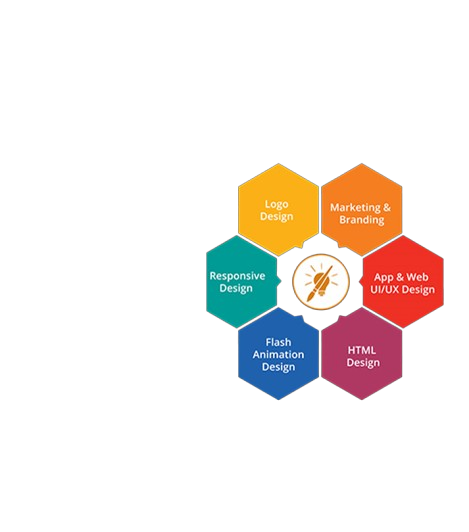 Logo
Design
Marketing &
Branding
Responsive
Design
App & Web
UI/UX Design
Flash
Animation
Design
HTML
Design